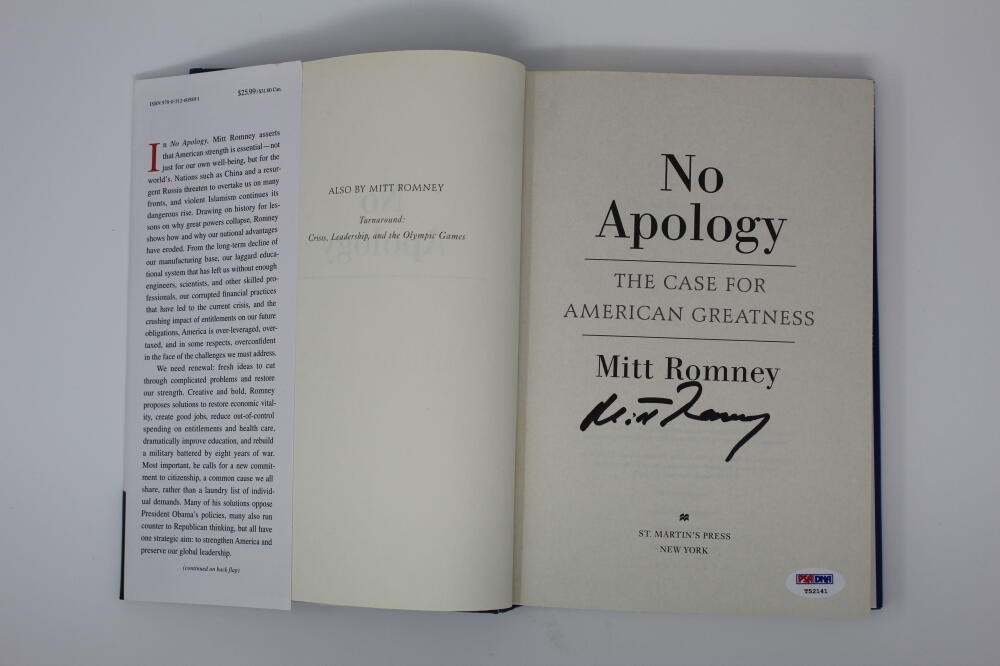 ISBN 978-0-312-60980-1
$25.99/$31.00 Can.
In No Apology, Mitt Romney asserts
that American strength is essential—not
just for our own well-being, but for the
world's. Nations such as China and a resur-
gent Russia threaten to overtake us on many
fronts, and violent Islamism continues its
dangerous rise. Drawing on history for les-
sons on why great powers collapse, Romney
shows how and why our national advantages
have eroded. From the long-term decline of
our manufacturing base, our laggard educa-
tional system that has left us without enough
engineers, scientists, and other skilled pro-
fessionals, our corrupted financial practices
that have led to the current crisis, and the
crushing impact of entitlements on our future
obligations, America is over-leveraged, over-
taxed, and in some respects, overconfident
in the face of the challenges we must address.
We need renewal: fresh ideas to cut
through complicated problems and restore
our strength. Creative and bold, Romney
proposes solutions to restore economic vital-
ity, create good jobs, reduce out-of-control
spending on entitlements and health care,
dramatically improve education, and rebuild
a military battered by eight years of war.
Most important, he calls for a new commit-
ment to citizenship, a common cause we all
share, rather than a laundry list of individ-
ual demands. Many of his solutions oppose
President Obama's policies, many also run
counter to Republican thinking, but all have
one strategic aim: to strengthen America and
preserve our global leadership.
(continued on back flap)
ALSO BY MITT ROMNEY
Turnaround:
Crisis, Leadership, and the Olympic Games
No
Apology
THE CASE FOR
AMERICAN GREATNESS
Mitt Romney
Mitt Romney
ST. MARTIN'S PRESS
NEW YORK
PSA DNA
T52141